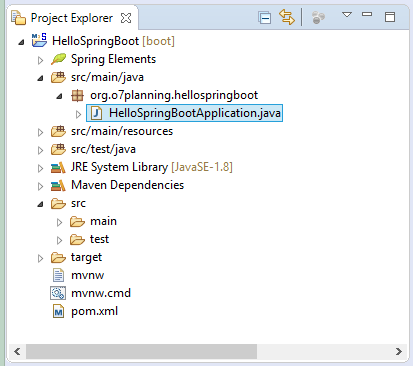 Project Explorer
HelloSpringBoot [boot]
Spring Elements
src/main/java
org.o7planning.hellospringboot
HelloSpringBootApplication.java
src/main/resources
src/test/java
JRE System Library [JavaSE-1.8]
Maven Dependencies
src
main
test
target
mvnw
mvnw.cmd
pom.xml